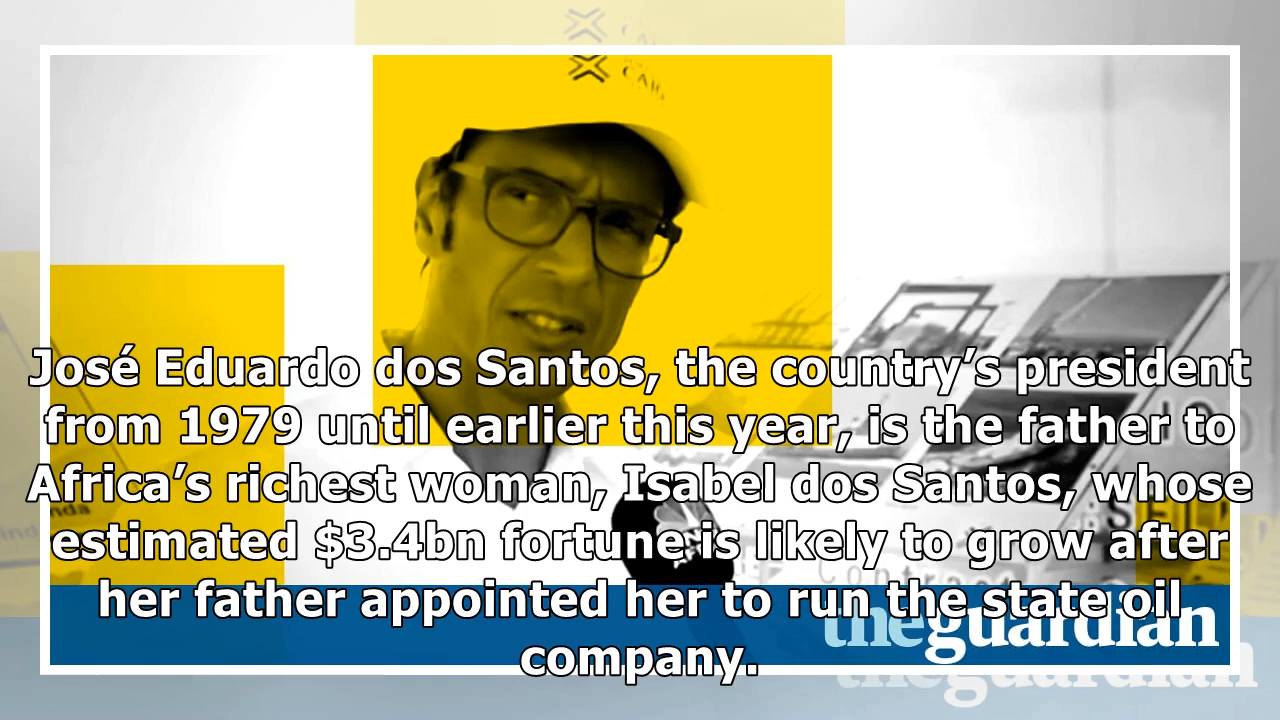 José Eduardo dos Santos, the country’s president
from 1979 until earlier this year, is the father to
Africa’s richest woman, Isabel dos Santos, whose
estimated $3.4bn fortune is likely to grow after
her father appointed her to run the state oil
company.
theguardian
theguardian